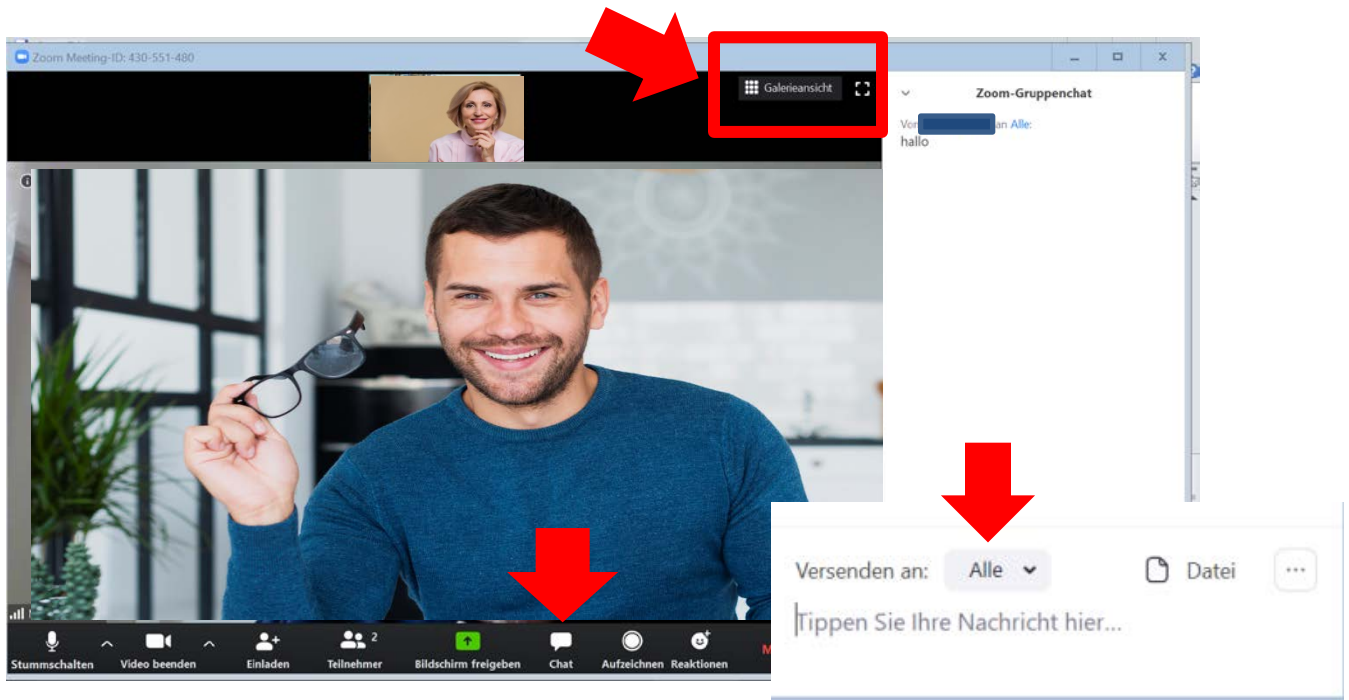 Zoom Meeting-ID: 430-551-480
Galerieansicht
Zoom-Gruppenchat
Von an Alle:
hallo
Versenden an: Alle Datei ...
Tippen Sie Ihre Nachricht hier...
2
Stummschalten Video beenden Einladen Teilnehmer Bildschirm freigeben Chat Aufzeichnen Reaktionen